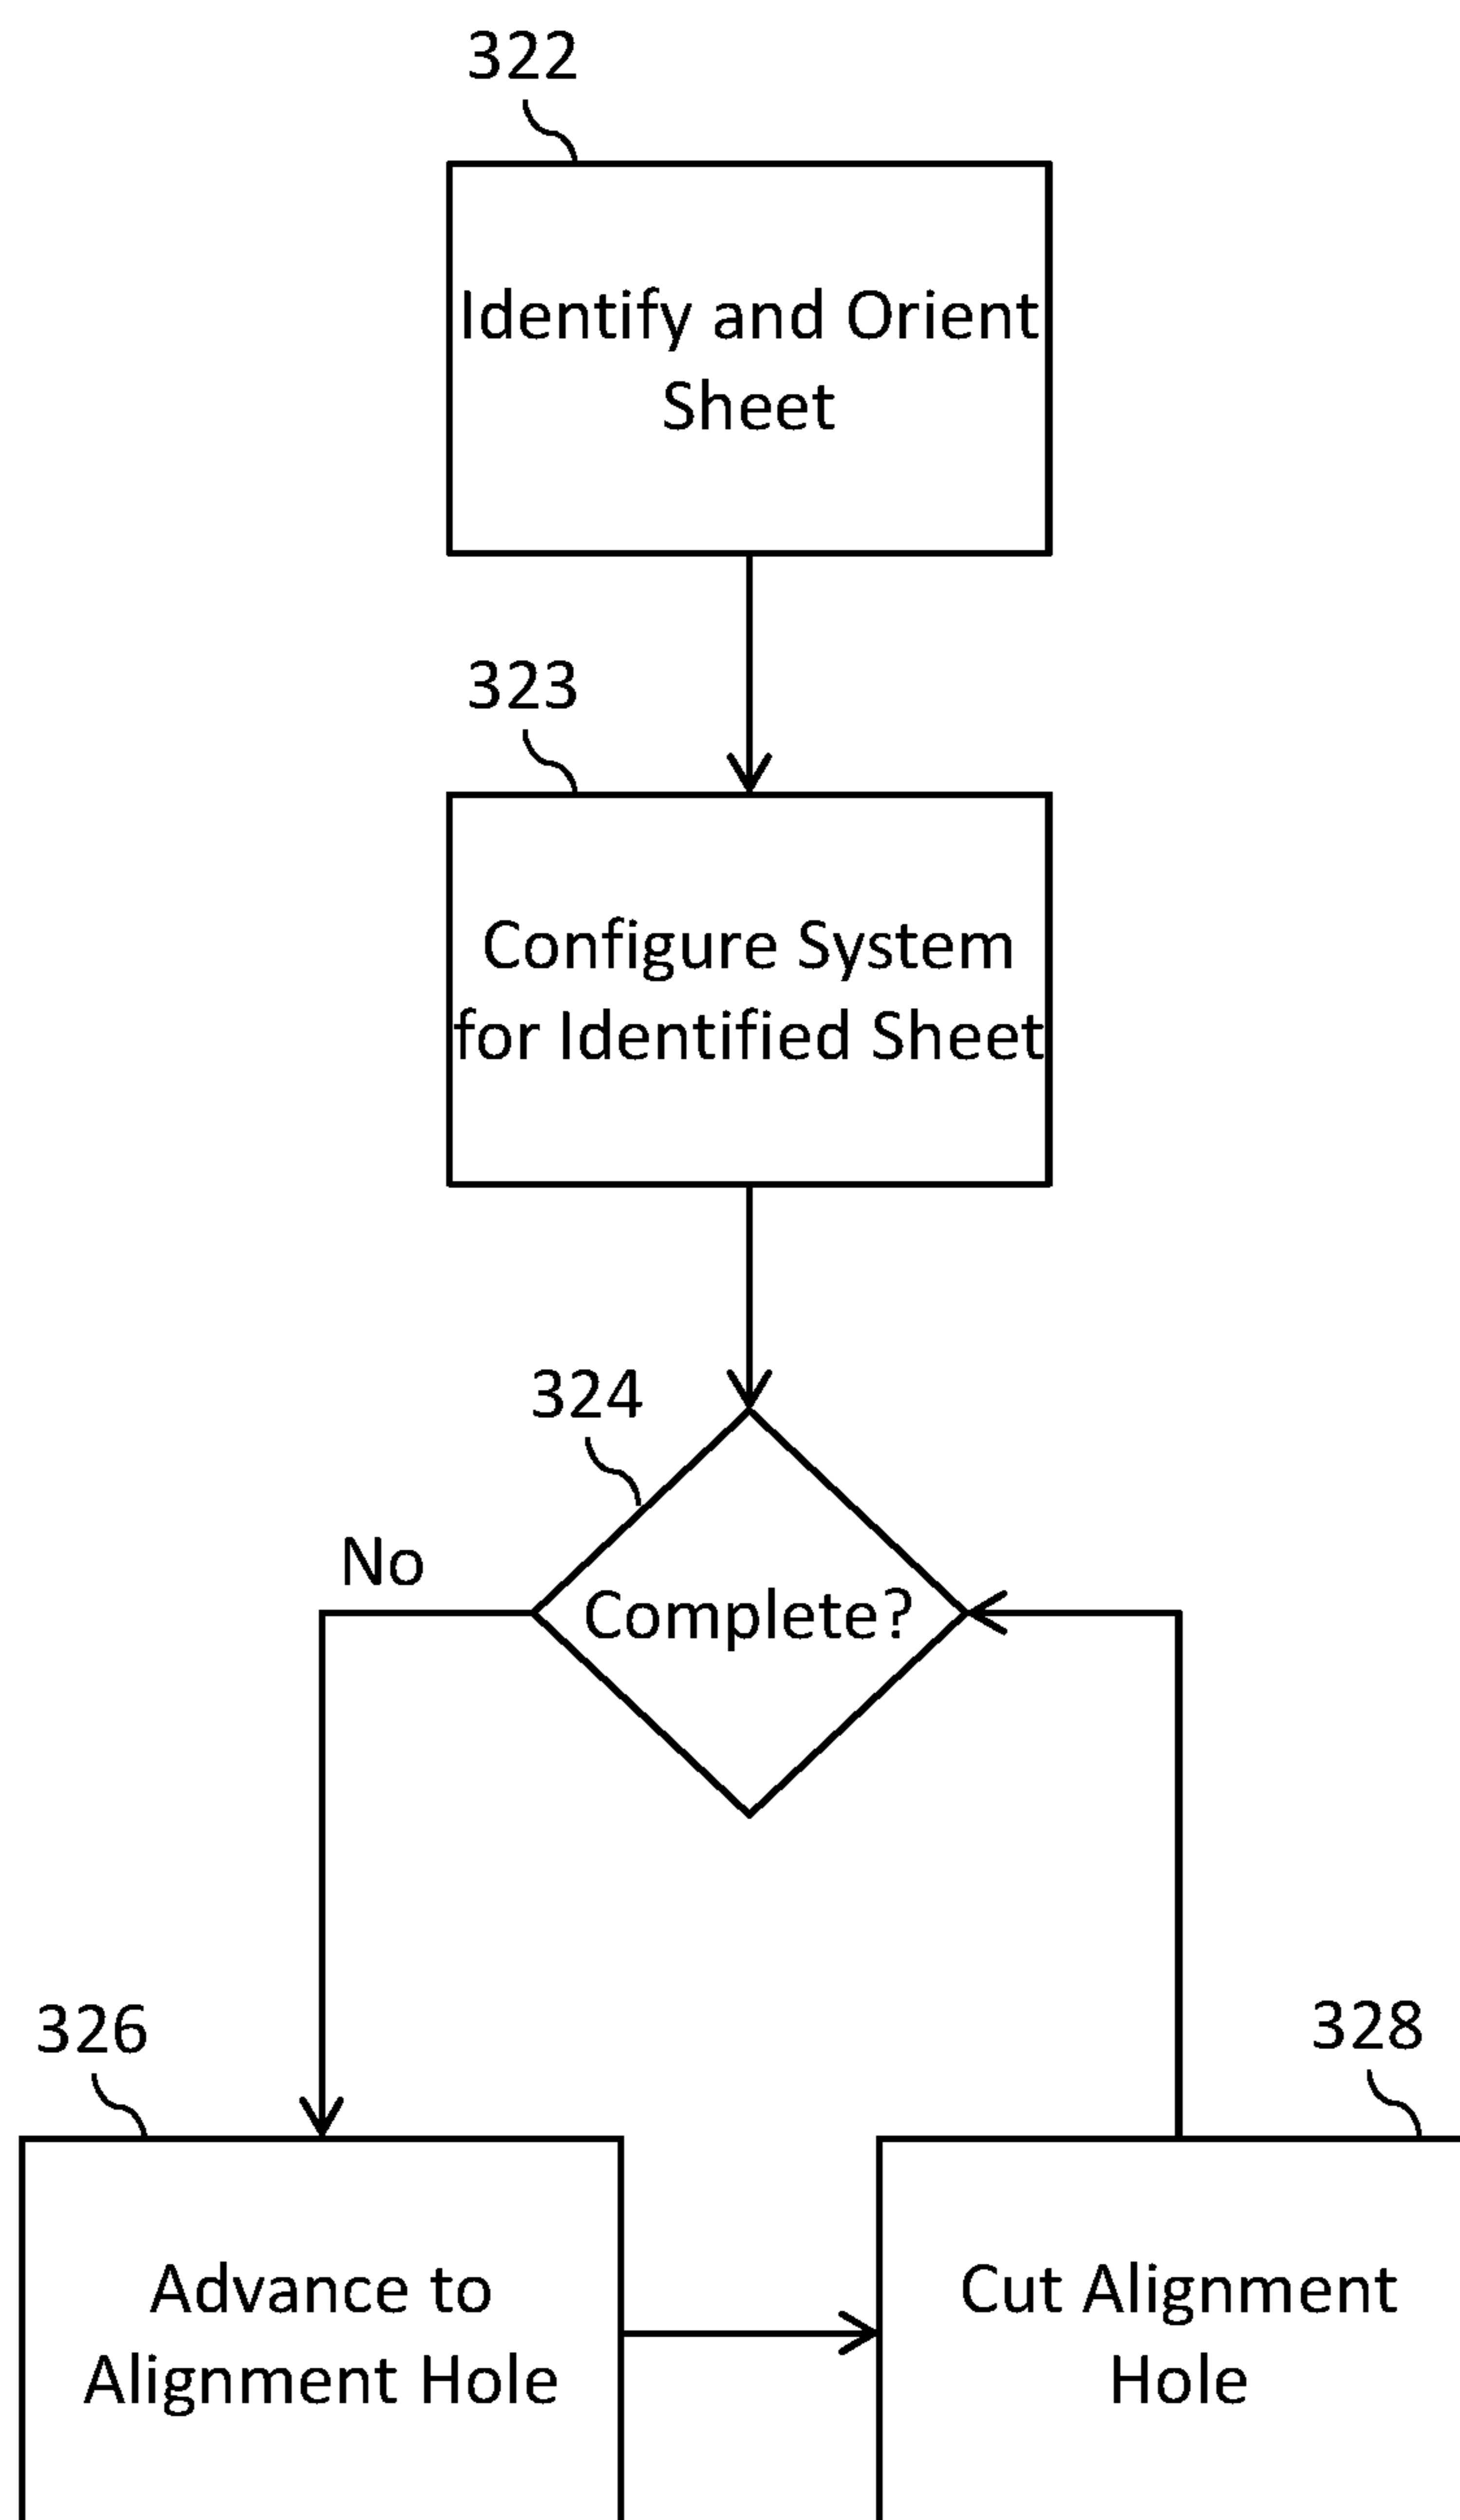 322
Identify and Orient
Sheet
323
Configure System
for Identified Sheet
324
No
Complete?
326
328
Advance to
Alignment Hole
Cut Alignment
Hole